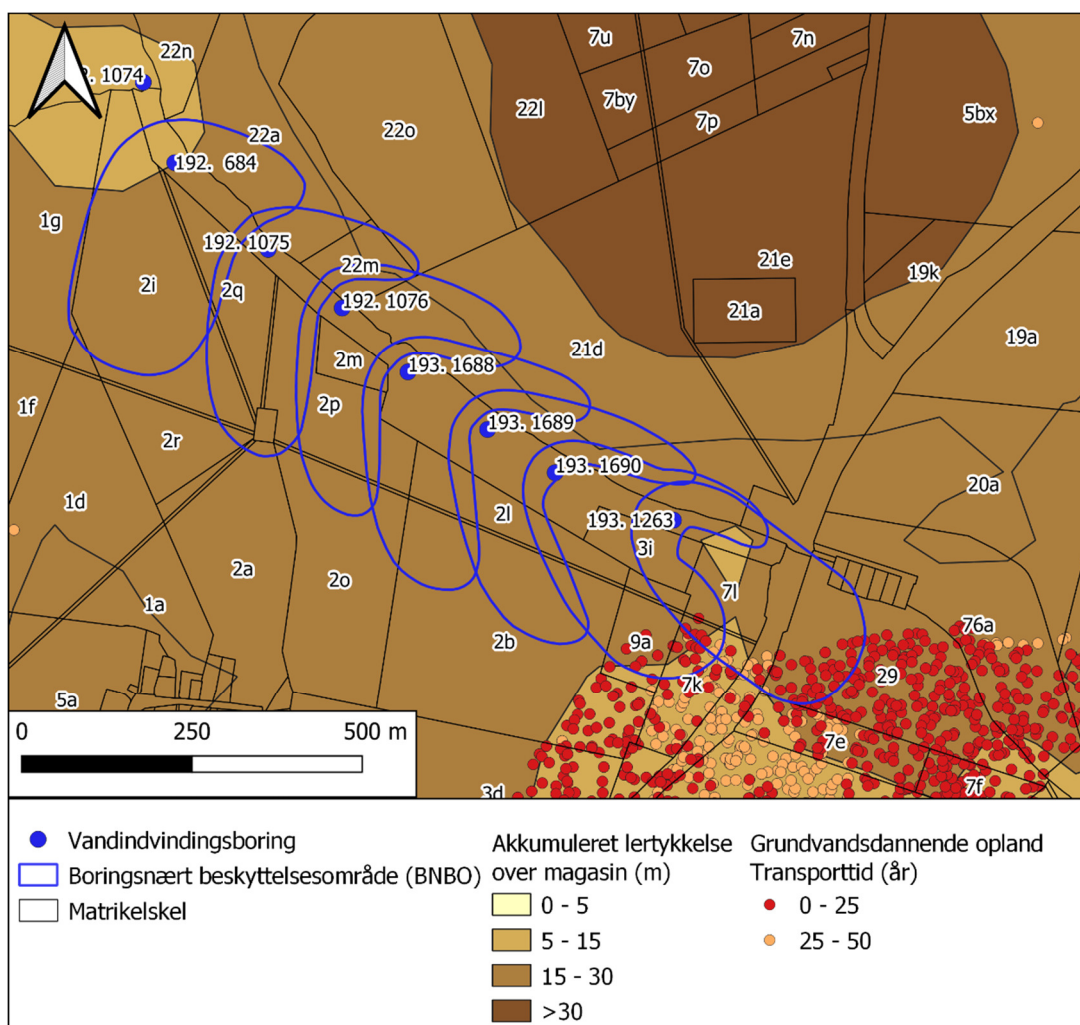 22n
7u
7n
7o
. 1074
22l
7by
5bx
7p
22a
22o
192. 684
1g
192. 1075
21e
22m
19k
2i
2q
192. 1076
21a
19a
21d
2m
193. 1688
1f
2p
193. 1689
2r
193. 1690
20a
1d
2l
193. 1263
3i
2a
2o
7l
1a
76a
2b
9a
29
7k
5a
7e
0 250 500 m
7f
3d
Vandindvindingsboring
Boringsnært beskyttelsesområde (BNBO)
Matrikelskel
Akkumuleret lertykkelse
over magasin (m)
0 - 5
5 - 15
15 - 30
>30
Grundvandsdannende opland
Transporttid (år)
0 - 25
25 - 50